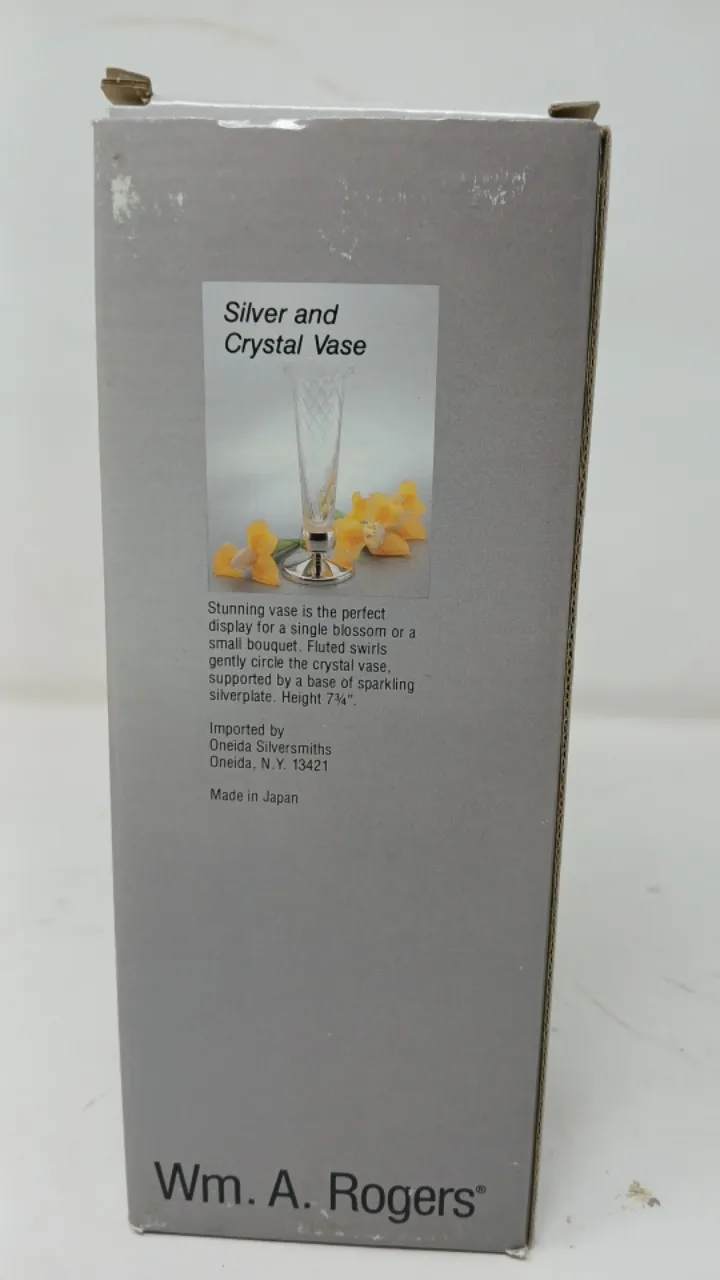 Silver and
Crystal Vase
Stunning vase is the perfect
display for a single blossom or a
small bouquet. Fluted swirls
gently circle the crystal vase,
supported by a base of sparkling
silverplate. Height 7¾".
Imported by
Oneida Silversmiths
Oneida, N.Y. 13421
Made in Japan
Wm. A. Rogers®